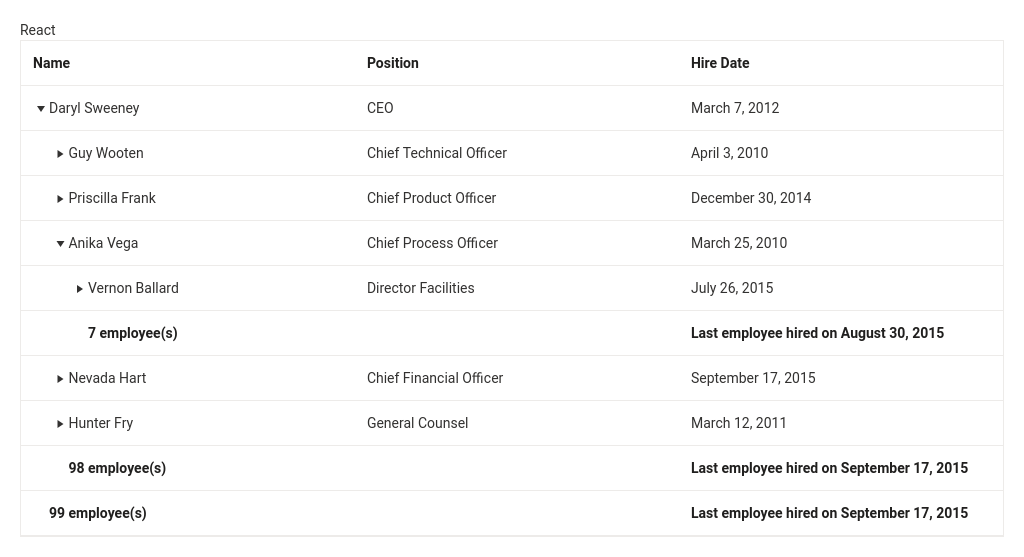 React
Name Position Hire Date
Daryl Sweeney CEO March 7, 2012
Guy Wooten Chief Technical Officer April 3, 2010
Priscilla Frank Chief Product Officer December 30, 2014
Anika Vega Chief Process Officer March 25, 2010
Vernon Ballard Director Facilities July 26, 2015
7 employee(s) Last employee hired on August 30, 2015
Nevada Hart Chief Financial Officer September 17, 2015
Hunter Fry General Counsel March 12, 2011
98 employee(s) Last employee hired on September 17, 2015
99 employee(s) Last employee hired on September 17, 2015